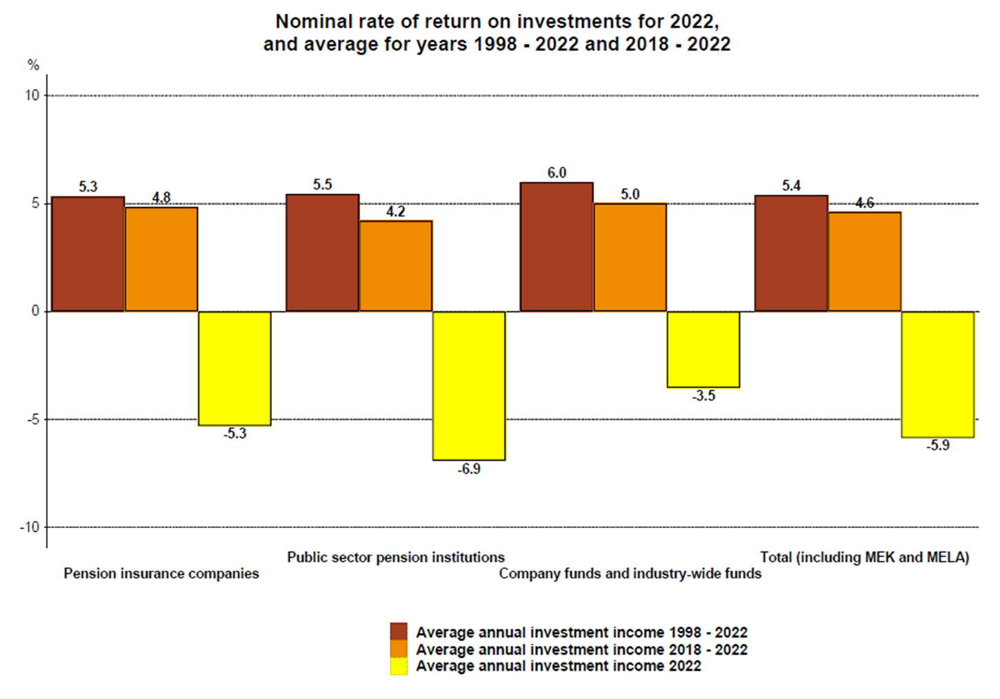 Nominal rate of return on investments for 2022,
and average for years 1998 - 2022 and 2018 - 2022
%
10
5
0
-5
-10
5.3
4.8
-5.3
5.5
4.2
-6.9
6.0
5.0
-3.5
5.4
4.6
-5.9
Pension insurance companies
Public sector pension institutions
Company funds and industry-wide funds
Total (including MEK and MELA)
Average annual investment income 1998 - 2022
Average annual investment income 2018 - 2022
Average annual investment income 2022